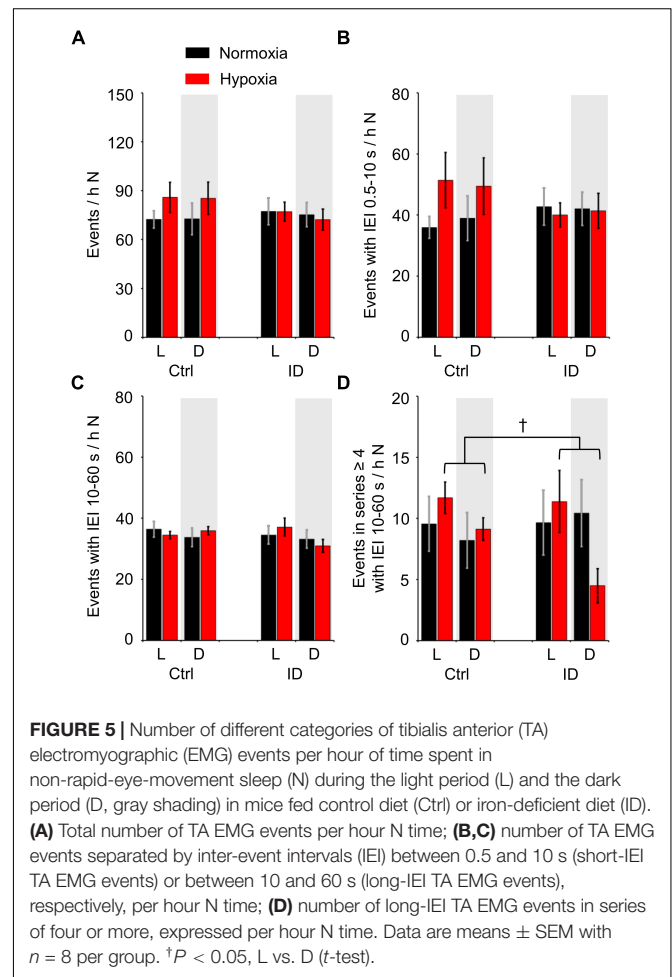 A
B
Normoxia
Hypoxia
150
120
90
60
30
0
Events / h N
L D L D
Ctrl ID
80
60
40
20
0
Events with IEI 0.5-10 s / h N
L D L D
Ctrl ID
C
D
80
60
40
20
0
Events with IEI 10-60 s / h N
L D L D
Ctrl ID
20
15
10
5
0
Events in series ≥ 4
with IEI 10-60 s / h N
†
L D L D
Ctrl ID
FIGURE 5 | Number of different categories of tibialis anterior (TA)
electromyographic (EMG) events per hour of time spent in
non-rapid-eye-movement sleep (N) during the light period (L) and the dark
period (D, gray shading) in mice fed control diet (Ctrl) or iron-deficient diet (ID).
(A) Total number of TA EMG events per hour N time; (B,C) number of TA EMG
events separated by inter-event intervals (IEI) between 0.5 and 10 s (short-IEI
TA EMG events) or between 10 and 60 s (long-IEI TA EMG events),
respectively, per hour N time; (D) number of long-IEI TA EMG events in series
of four or more, expressed per hour N time. Data are means ± SEM with
n = 8 per group. †P < 0.05, L vs. D (t-test).